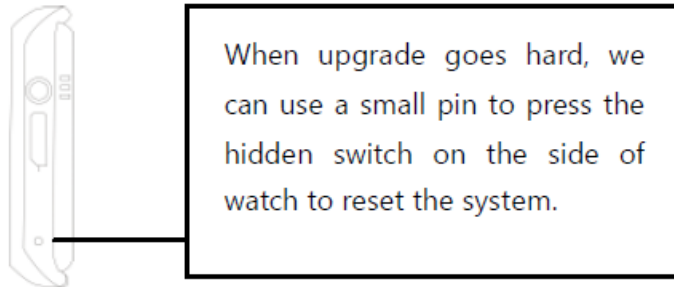 When upgrade goes hard, we
can use a small pin to press the
hidden switch on the side of
watch to reset the system.